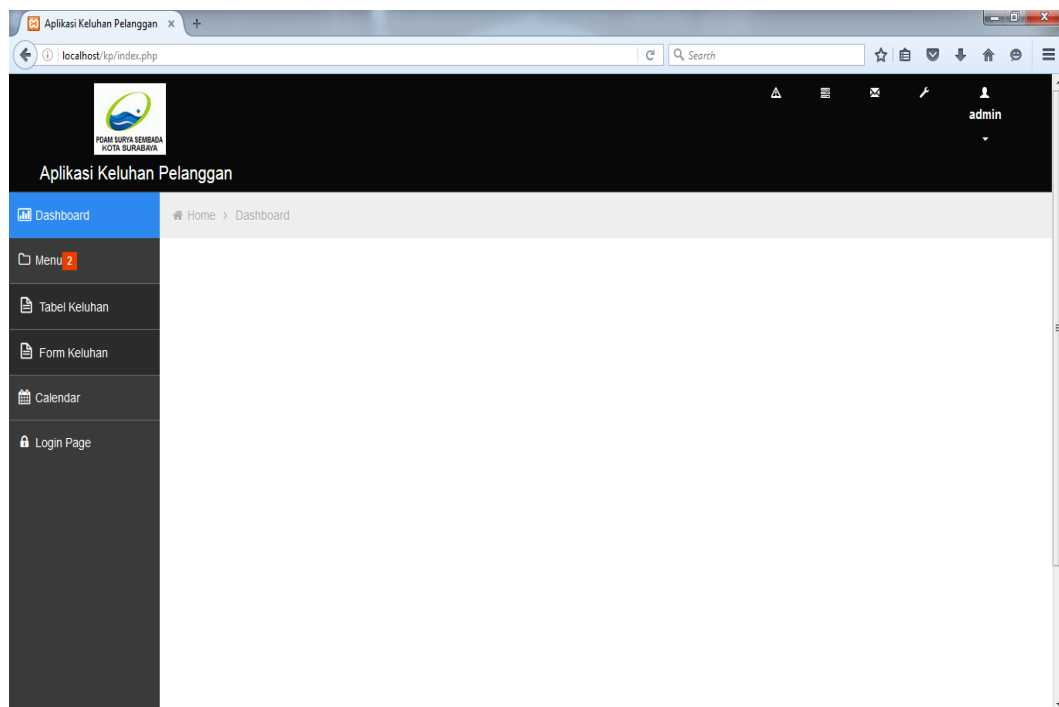 Aplikasi Keluhan Pelanggan
localhost/kp/index.php
Search
PDAM SURYA SEMBADA
KOTA SURABAYA
admin
Aplikasi Keluhan Pelanggan
Dashboard
Home > Dashboard
Menu 2
Tabel Keluhan
Form Keluhan
Calendar
Login Page